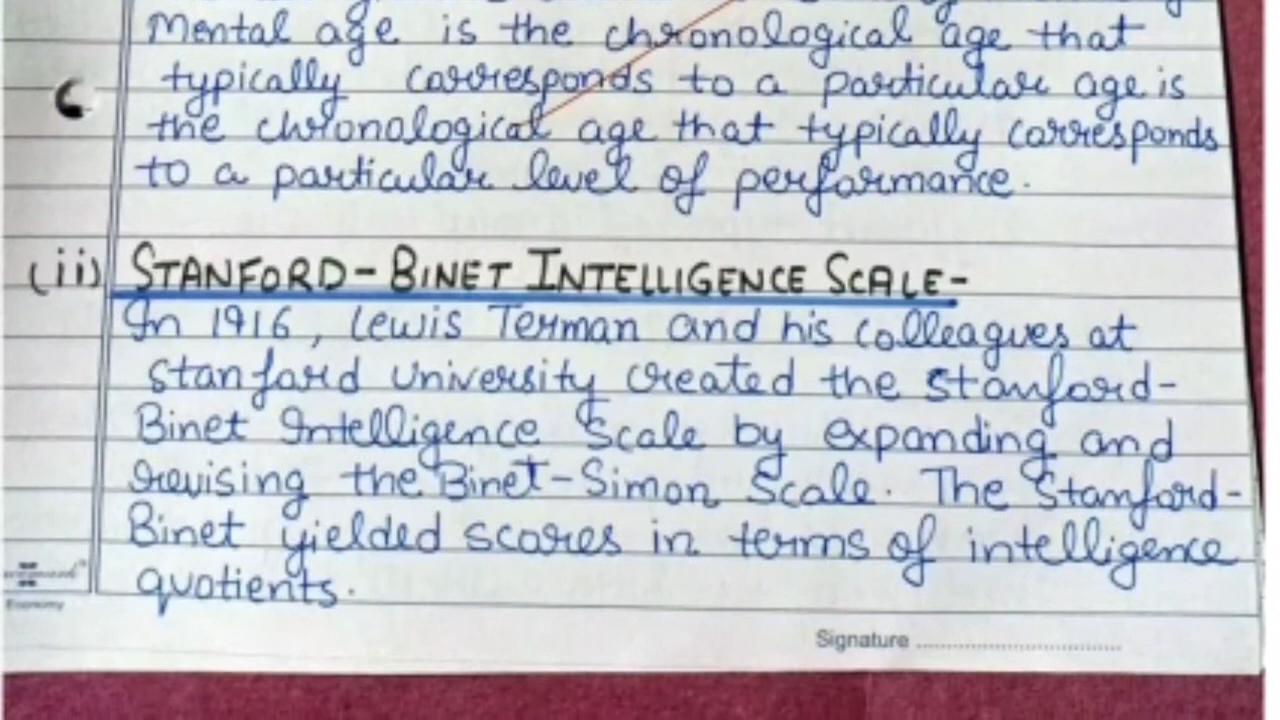 Mental age is the chronological age that
typically corresponds to a particular age is
the chronological age that typically corresponds
to a particular level of performance.
(ii) STANFORD-BINET INTELLIGENCE SCALE-
In 1916, Lewis Terman and his colleagues at
Stanford University created the Stanford-
Binet Intelligence Scale by expanding and
revising the Binet-Simon Scale. The Stanford-
Binet yielded scores in terms of intelligence
quotients.
Economy
Signature ..............................